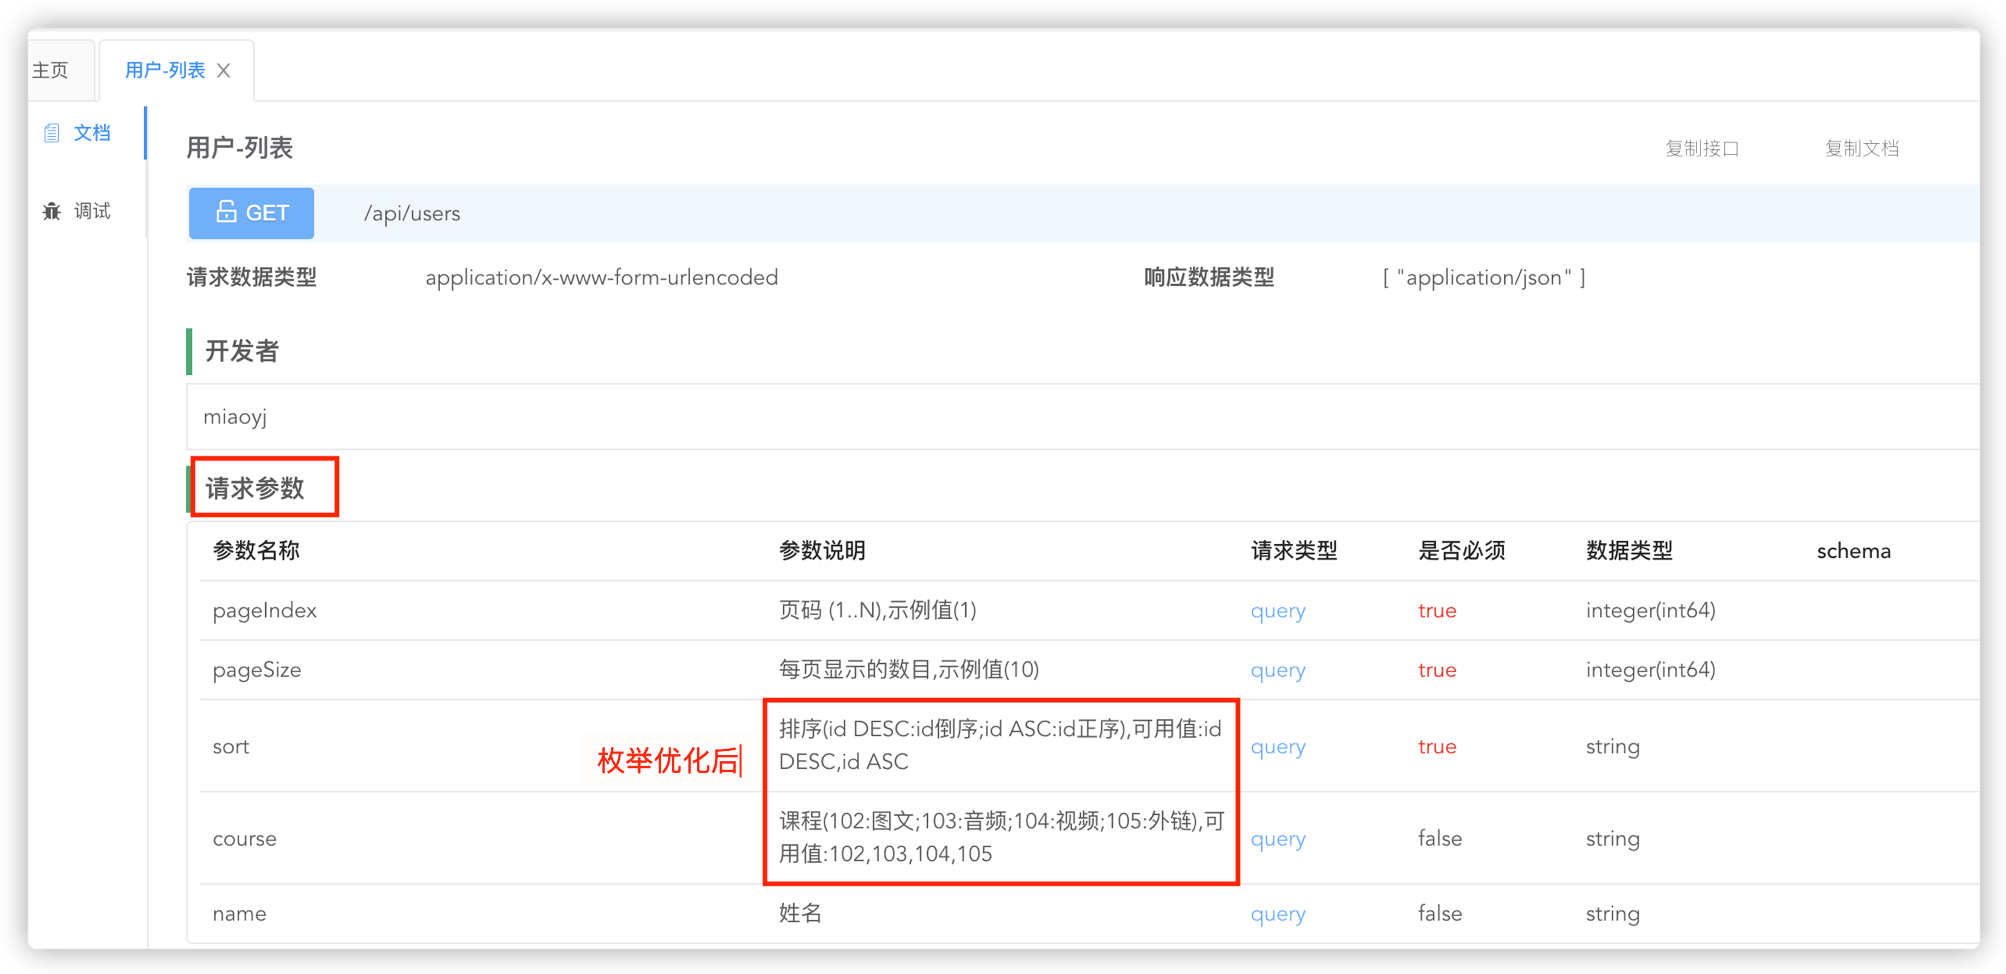 主页
用户-列表
文档
调试
用户-列表
复制接口
复制文档
GET
/api/users
请求数据类型
application/x-www-form-urlencoded
响应数据类型
[ "application/json" ]
开发者
miaoyj
请求参数
参数名称
参数说明
请求类型
是否必须
数据类型
schema
pageIndex
页码 (1..N),示例值(1)
query
true
integer(int64)
pageSize
每页显示的数目,示例值(10)
query
true
integer(int64)
sort
枚举优化后
排序(id DESC:id倒序;id ASC:id正序),可用值:id
DESC,id ASC
query
true
string
course
课程(102:图文;103:音频;104:视频;105:外链),可
用值:102,103,104,105
query
false
string
name
姓名
query
false
string